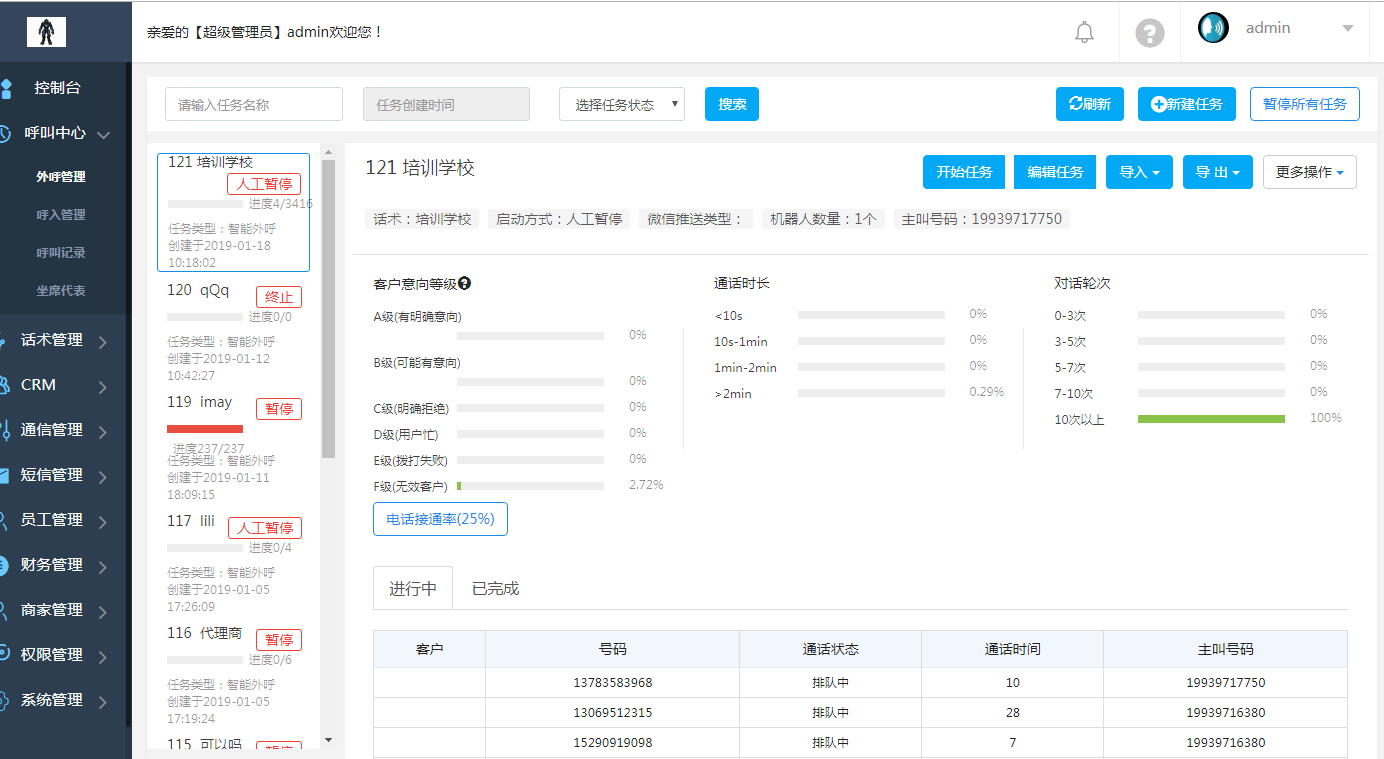 亲爱的【超级管理员】admin欢迎您！
admin
控制台
呼叫中心
外呼管理
呼入管理
呼叫记录
坐席代表
话术管理
CRM
通信管理
短信管理
员工管理
财务管理
商家管理
权限管理
系统管理
请输入任务名称
任务创建时间
选择任务状态
搜索
刷新
新建任务
暂停所有任务
121 培训学校
人工暂停
进度4/3416
任务类型：智能外呼
创建于2019-01-18
10:18:02
120 qQq
终止
进度0/0
任务类型：智能外呼
创建于2019-01-12
10:42:27
119 imay
暂停
进度237/237
任务类型：智能外呼
创建于2019-01-11
18:09:15
117 lili
人工暂停
进度0/4
任务类型：智能外呼
创建于2019-01-05
17:26:09
116 代理商
暂停
进度0/6
任务类型：智能外呼
创建于2019-01-05
17:19:24
115 可以吗
暂停
121 培训学校
开始任务
编辑任务
导入
导 出
更多操作
话术：培训学校
启动方式：人工暂停
微信推送类型：
机器人数量：1个
主叫号码：19939717750
客户意向等级
A级(有明确意向)
0%
B级(可能有意向)
0%
C级(明确拒绝) 0%
D级(用户忙) 0%
E级(拨打失败) 0%
F级(无效客户) 2.72%
电话接通率(25%)
通话时长
<10s 0%
10s-1min 0%
1min-2min 0%
>2min 0.29%
对话轮次
0-3次 0%
3-5次 0%
5-7次 0%
7-10次 0%
10次以上 100%
进行中
已完成
客户 号码 通话状态 通话时间 主叫号码
13783583968 排队中 10 19939717750
13069512315 排队中 28 19939716380
15290919098 排队中 7 19939716380